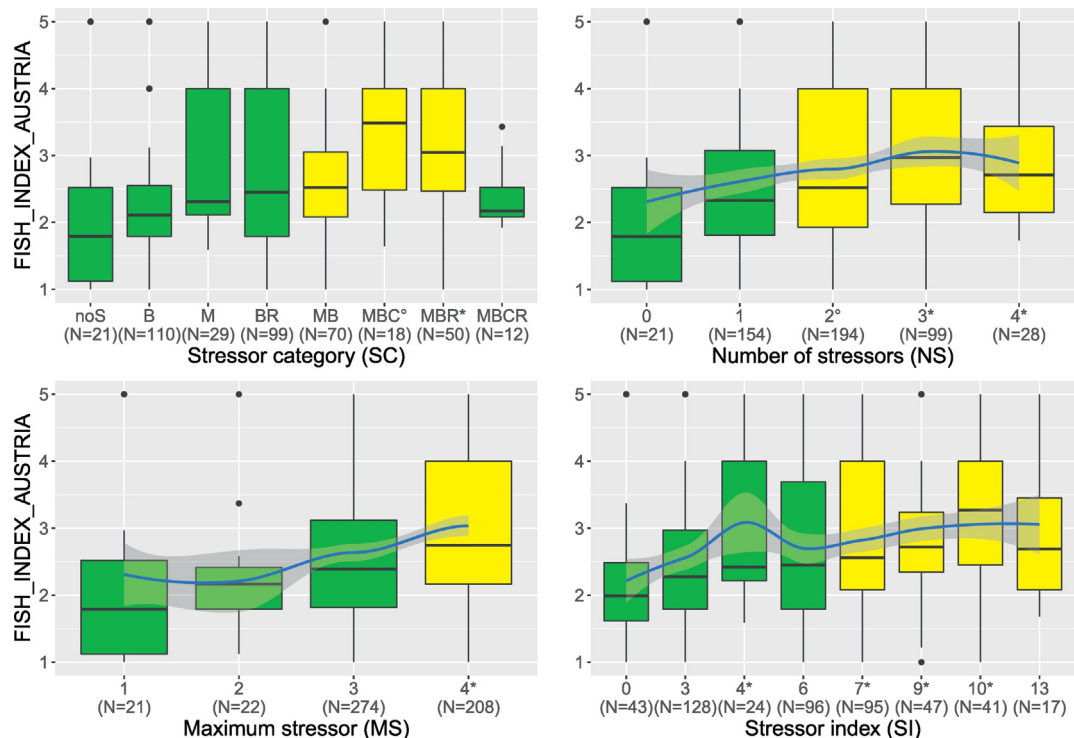 FISH_INDEX_AUSTRIA
5
4
3
2
1
noS B M BR MB MBC° MBR* MBCR
(N=21) (N=110) (N=29) (N=99) (N=70) (N=18) (N=50) (N=12)
Stressor category (SC)
5
4
3
2
1
0 1 2° 3* 4*
(N=21) (N=154) (N=194) (N=99) (N=28)
Number of stressors (NS)
FISH_INDEX_AUSTRIA
5
4
3
2
1
1 2 3 4*
(N=21) (N=22) (N=274) (N=208)
Maximum stressor (MS)
5
4
3
2
1
0 3 4* 6 7* 9* 10* 13
(N=43) (N=128) (N=24) (N=96) (N=95) (N=47) (N=41) (N=17)
Stressor index (SI)